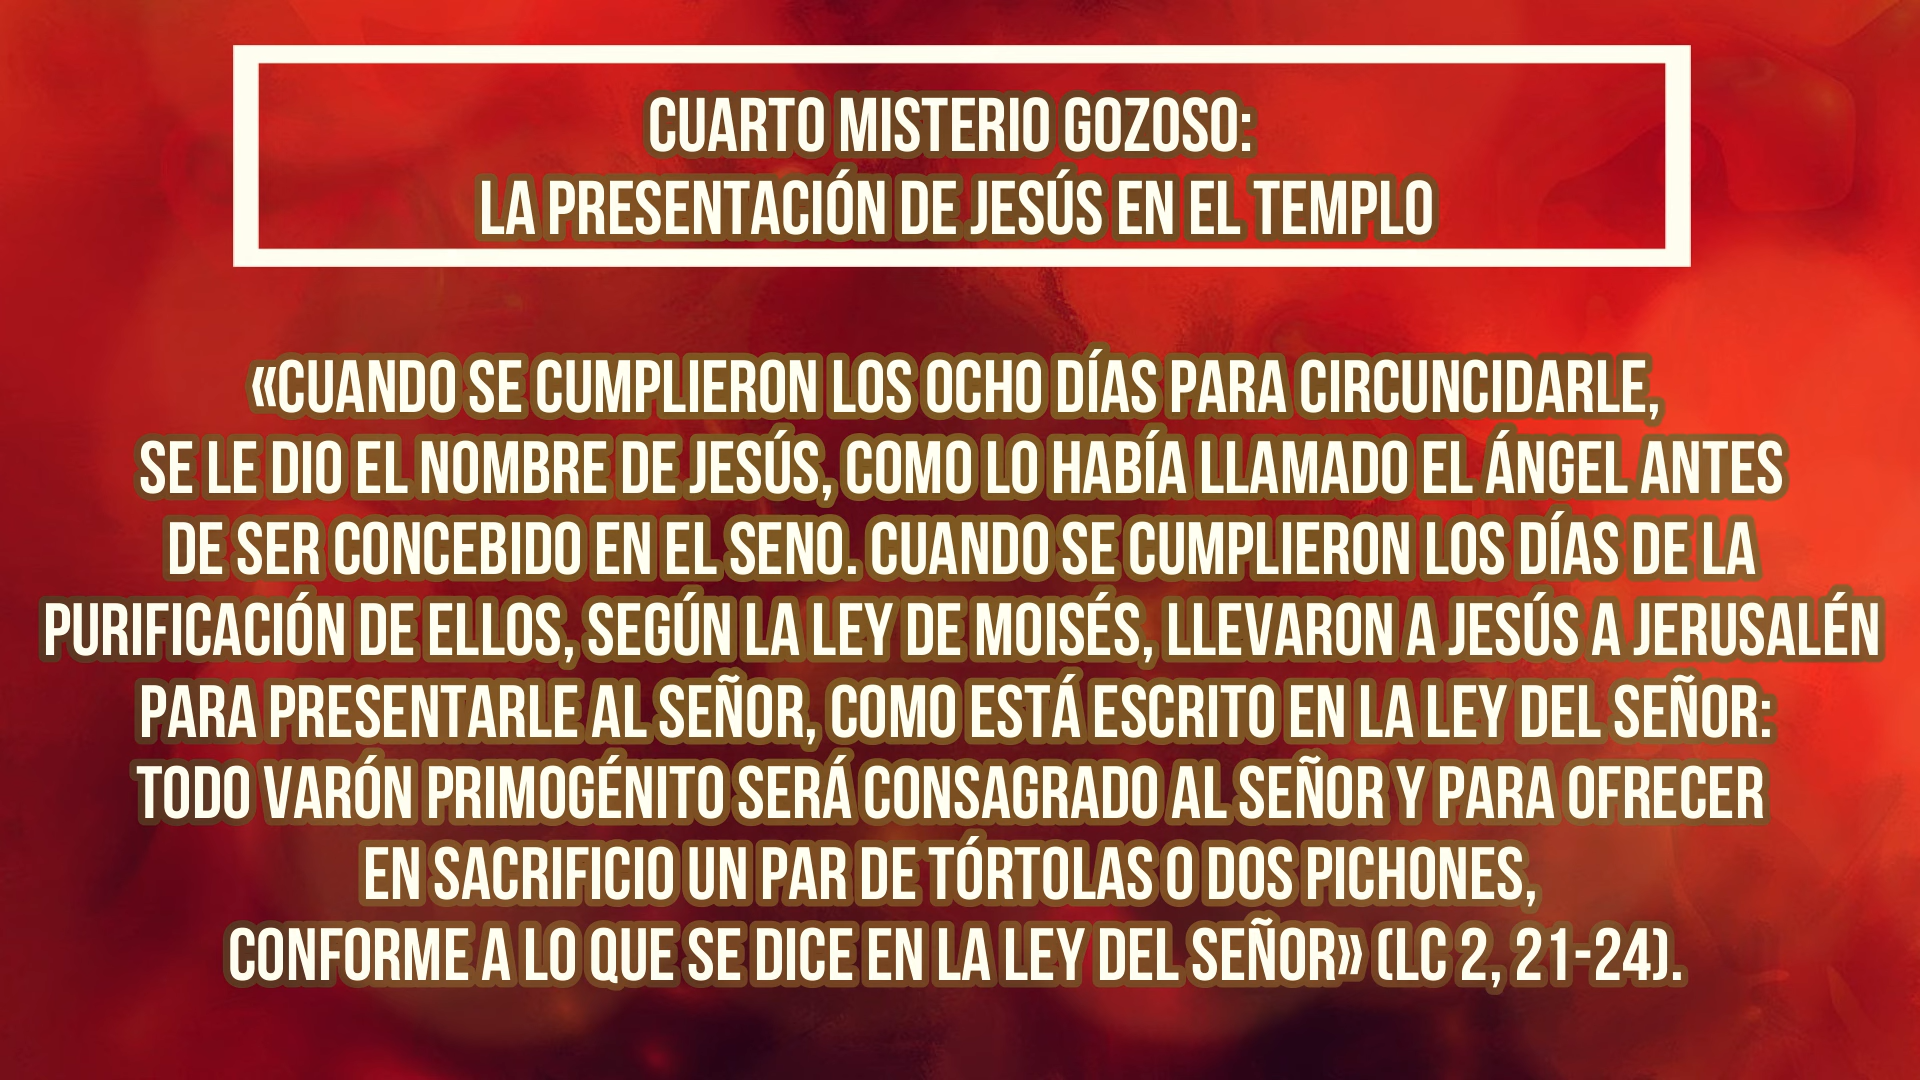 CUARTO MISTERIO GOZOSO:
LA PRESENTACIÓN DE JESÚS EN EL TEMPLO
«CUANDO SE CUMPLIERON LOS OCHO DÍAS PARA CIRCUNCIDARLE,
SE LE DIO EL NOMBRE DE JESÚS, COMO LO HABÍA LLAMADO EL ÁNGEL ANTES
DE SER CONCEBIDO EN EL SENO. CUANDO SE CUMPLIERON LOS DÍAS DE LA
PURIFICACIÓN DE ELLOS, SEGÚN LA LEY DE MOISÉS, LLEVARON A JESÚS A JERUSALÉN
PARA PRESENTARLE AL SEÑOR, COMO ESTÁ ESCRITO EN LA LEY DEL SEÑOR:
TODO VARÓN PRIMOGÉNITO SERÁ CONSAGRADO AL SEÑOR Y PARA OFRECER
EN SACRIFICIO UN PAR DE TÓRTOLAS O DOS PICHONES,
CONFORME A LO QUE SE DICE EN LA LEY DEL SEÑOR» (LC 2, 21-24).